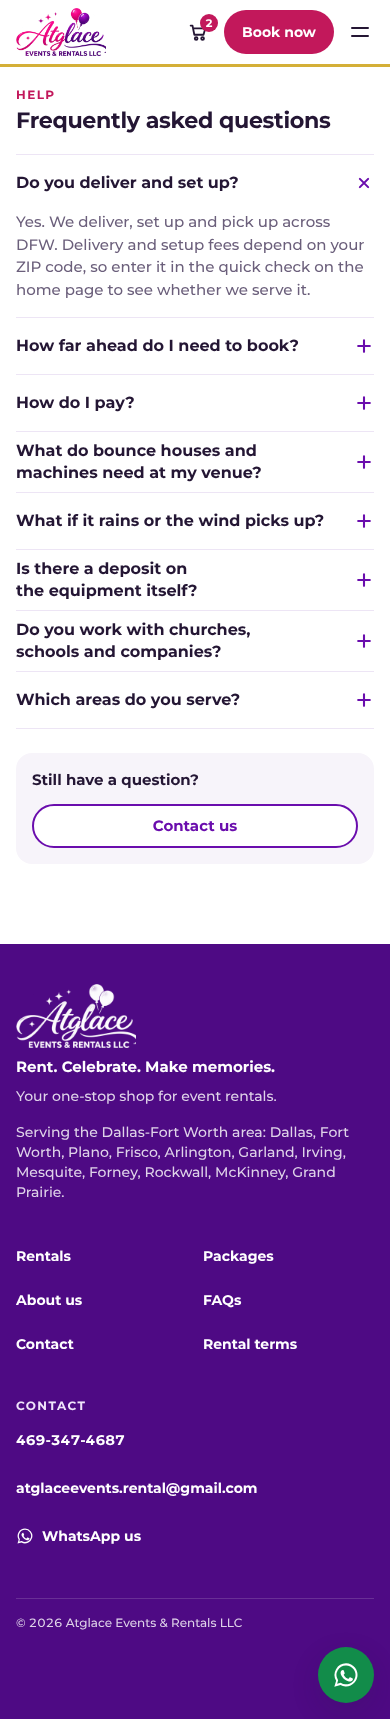 Atglace
EVENTS & RENTALS LLC
2
Book now
HELP
Frequently asked questions
Do you deliver and set up?
Yes. We deliver, set up and pick up across
DFW. Delivery and setup fees depend on your
ZIP code, so enter it in the quick check on the
home page to see whether we serve it.
How far ahead do I need to book?
How do I pay?
What do bounce houses and
machines need at my venue?
What if it rains or the wind picks up?
Is there a deposit on
the equipment itself?
Do you work with churches,
schools and companies?
Which areas do you serve?
Still have a question?
Contact us
Atglace
EVENTS & RENTALS LLC
Rent. Celebrate. Make memories.
Your one-stop shop for event rentals.
Serving the Dallas-Fort Worth area: Dallas, Fort
Worth, Plano, Frisco, Arlington, Garland, Irving,
Mesquite, Forney, Rockwall, McKinney, Grand
Prairie.
Rentals
Packages
About us
FAQs
Contact
Rental terms
CONTACT
469-347-4687
atglaceevents.rental@gmail.com
WhatsApp us
© 2026 Atglace Events & Rentals LLC